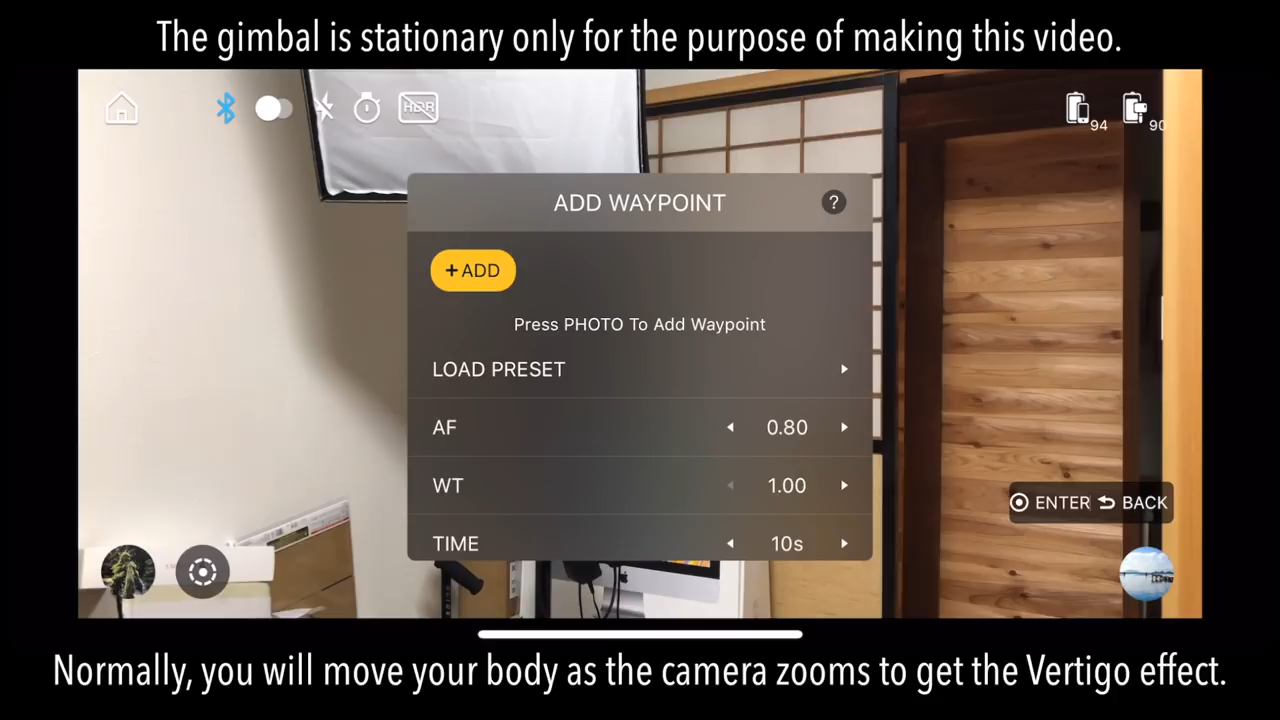 The gimbal is stationary only for the purpose of making this video.
HDR
94
90
ADD WAYPOINT
?
+ADD
Press PHOTO To Add Waypoint
LOAD PRESET
AF 0.80
WT 1.00
TIME 10s
ENTER BACK
Normally, you will move your body as the camera zooms to get the Vertigo effect.